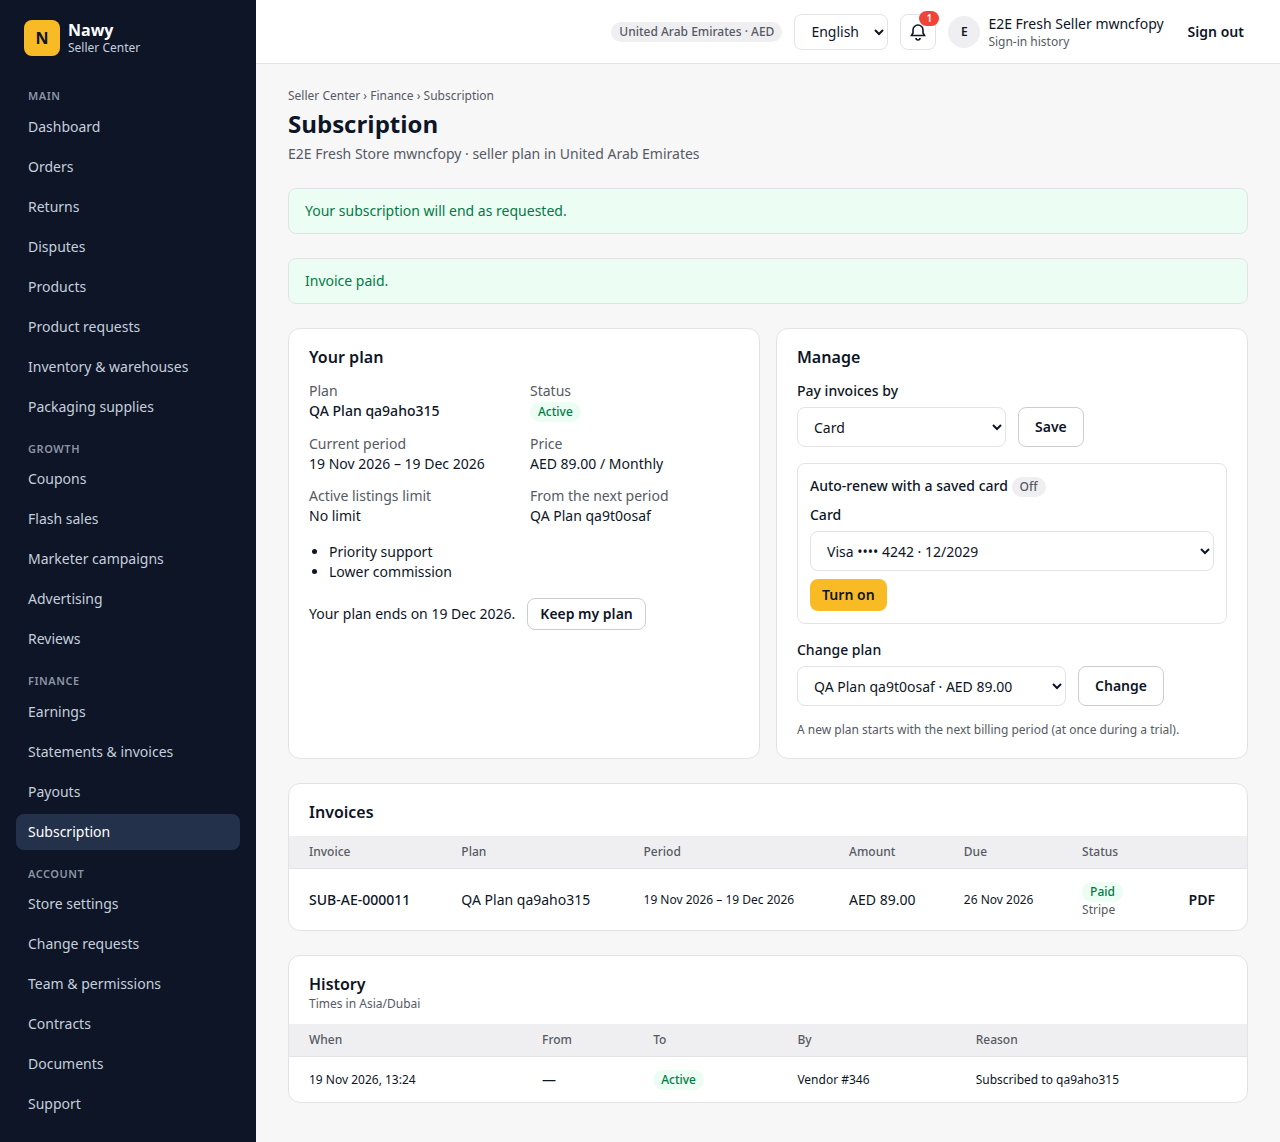 N
Nawy
Seller Center
MAIN
Dashboard
Orders
Returns
Disputes
Products
Product requests
Inventory & warehouses
Packaging supplies
GROWTH
Coupons
Flash sales
Marketer campaigns
Advertising
Reviews
FINANCE
Earnings
Statements & invoices
Payouts
Subscription
ACCOUNT
Store settings
Change requests
Team & permissions
Contracts
Documents
Support
United Arab Emirates · AED
English
1
E
E2E Fresh Seller mwncfopy
Sign-in history
Sign out
Seller Center › Finance › Subscription
Subscription
E2E Fresh Store mwncfopy · seller plan in United Arab Emirates
Your subscription will end as requested.
Invoice paid.
Your plan
Plan
QA Plan qa9aho315
Status
Active
Current period
19 Nov 2026 – 19 Dec 2026
Price
AED 89.00 / Monthly
Active listings limit
No limit
From the next period
QA Plan qa9t0osaf
• Priority support
• Lower commission
Your plan ends on 19 Dec 2026.
Keep my plan
Manage
Pay invoices by
Card
Save
Auto-renew with a saved card Off
Card
Visa •••• 4242 · 12/2029
Turn on
Change plan
QA Plan qa9t0osaf · AED 89.00
Change
A new plan starts with the next billing period (at once during a trial).
Invoices
Invoice Plan Period Amount Due Status
SUB-AE-000011 QA Plan qa9aho315 19 Nov 2026 – 19 Dec 2026 AED 89.00 26 Nov 2026 Paid PDF
Stripe
History
Times in Asia/Dubai
When From To By Reason
19 Nov 2026, 13:24 — Active Vendor #346 Subscribed to qa9aho315